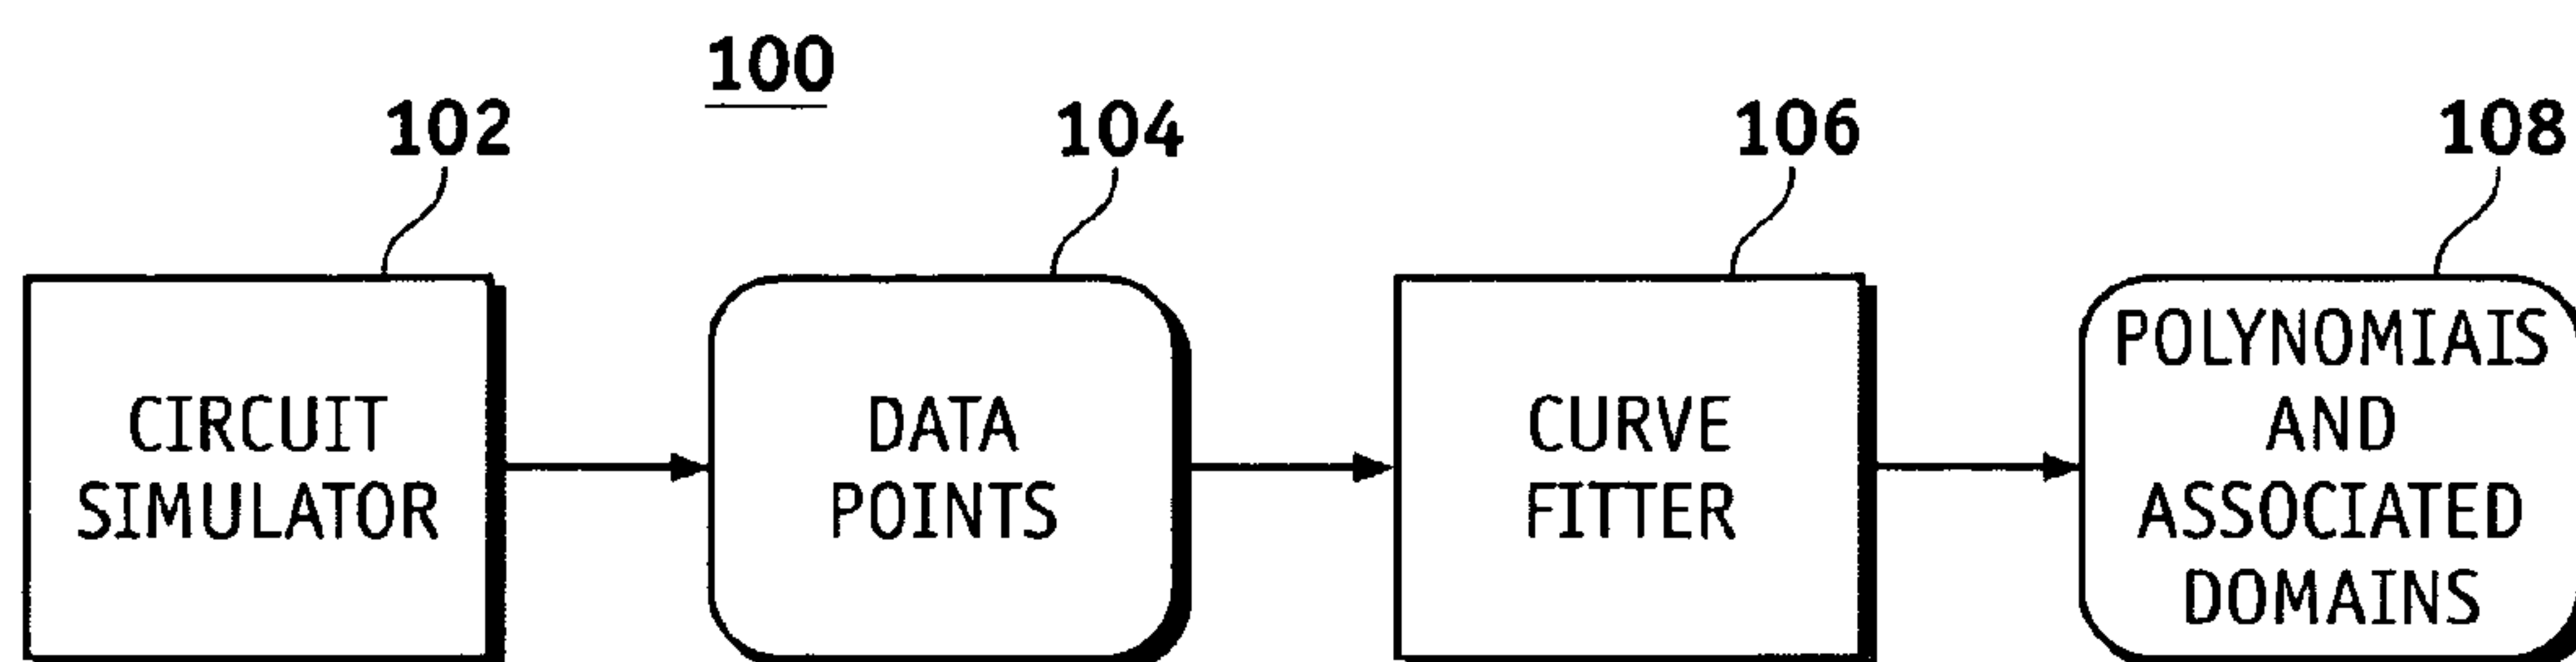 100
102
104
106
108
CIRCUIT
SIMULATOR
DATA
POINTS
CURVE
FITTER
POLYNOMIAIS
AND
ASSOCIATED
DOMAINS